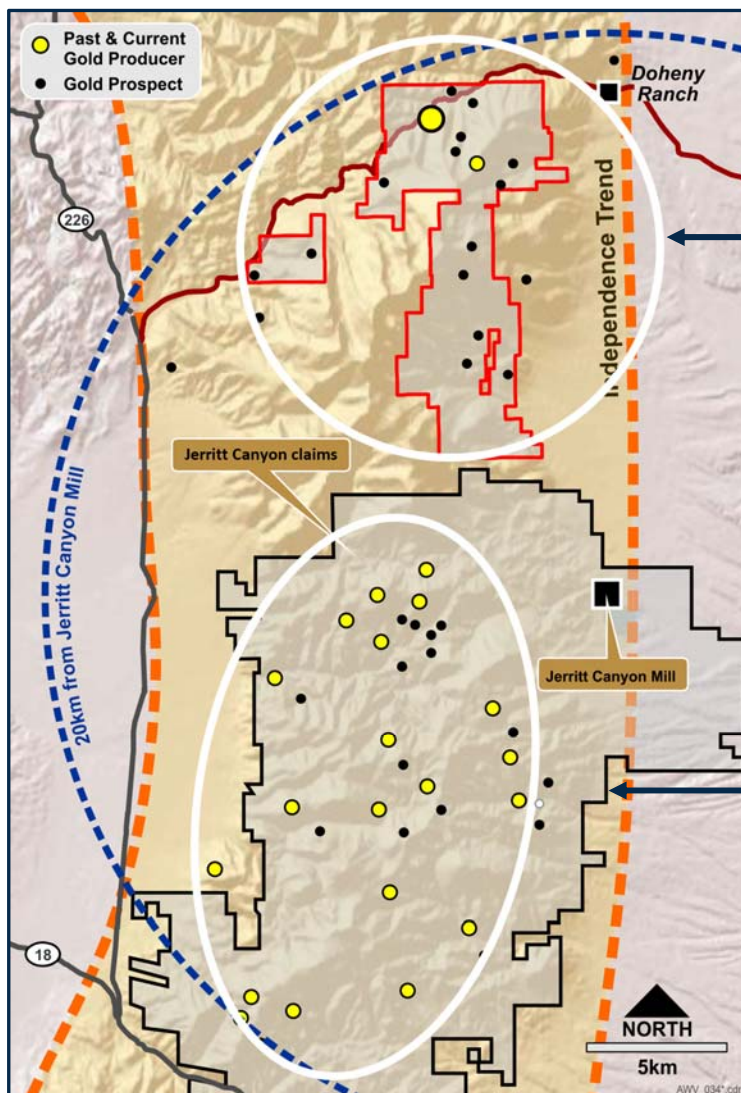 Past & Current
Gold Producer
Gold Prospect
Doheny
Ranch
226
Independence Trend
Jerritt Canyon claims
20km from Jerritt Canyon Mill
Jerritt Canyon Mill
18
NORTH
5km
AWV_034*.cdr